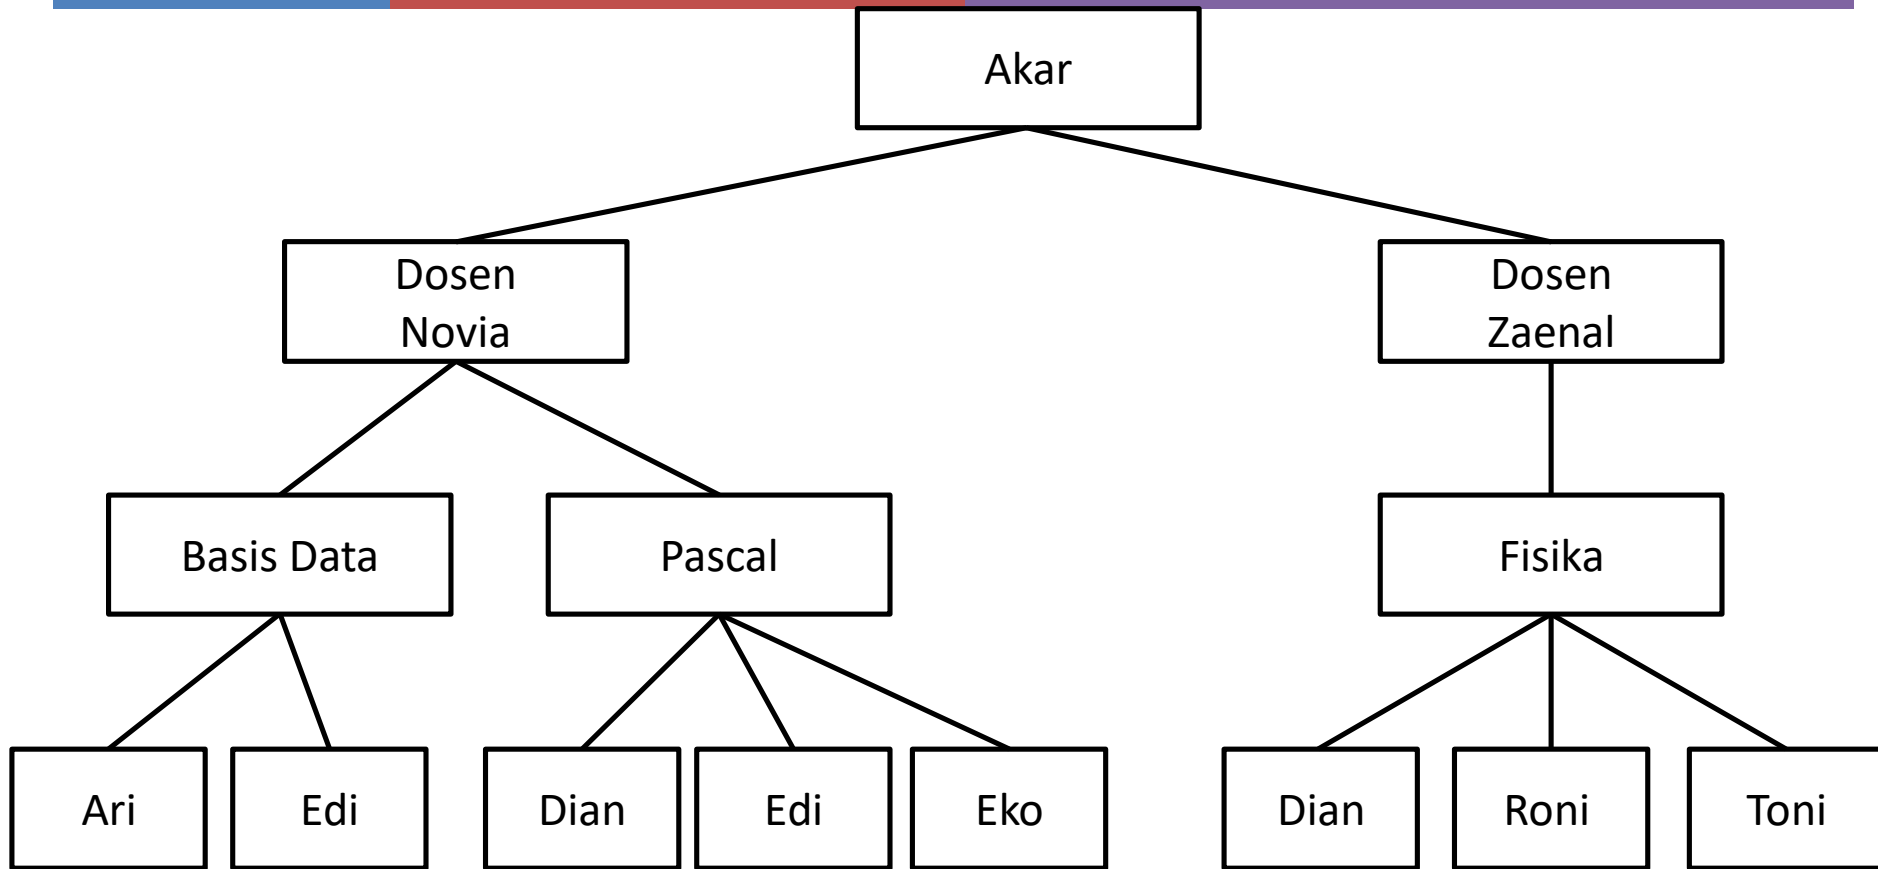 Akar
Dosen
Novia
Dosen
Zaenal
Basis Data
Pascal
Fisika
Ari
Edi
Dian
Edi
Eko
Dian
Roni
Toni